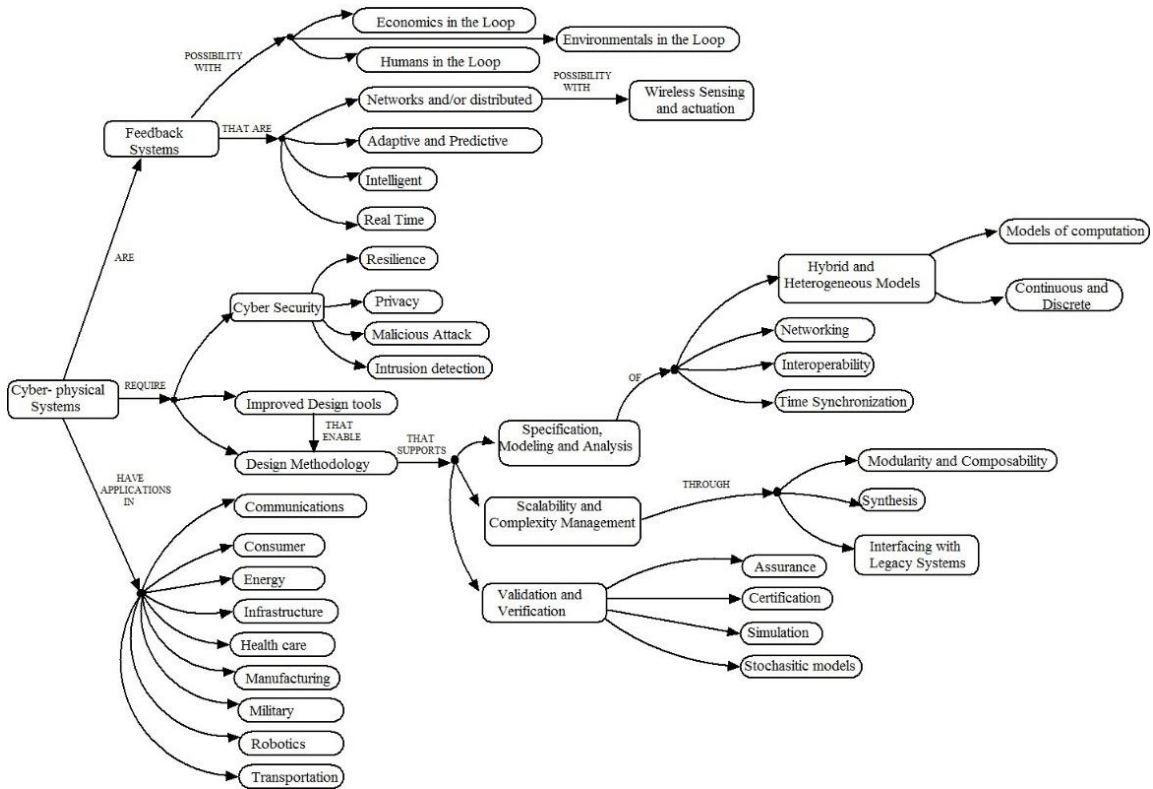 Economics in the Loop
Environmentals in the Loop
Humans in the Loop
POSSIBILITY
WITH
POSSIBILITY
WITH
Networks and/or distributed
Wireless Sensing
and actuation
Feedback
Systems
THAT ARE
Adaptive and Predictive
Intelligent
Real Time
ARE
Resilience
Cyber Security
Privacy
Malicious Attack
Intrusion detection
Models of computation
Hybrid and
Heterogeneous Models
Continuous and
Discrete
Networking
Interoperability
Time Synchronization
OF
Cyber- physical
Systems
REQUIRE
Improved Design tools
THAT
ENABLE
Design Methodology
THAT
SUPPORTS
Specification,
Modeling and Analysis
Scalability and
Complexity Management
THROUGH
Modularity and Composability
Synthesis
Interfacing with
Legacy Systems
Validation and
Verification
Assurance
Certification
Simulation
Stochasitic models
HAVE
APPLICATIONS
IN
Communications
Consumer
Energy
Infrastructure
Health care
Manufacturing
Military
Robotics
Transportation